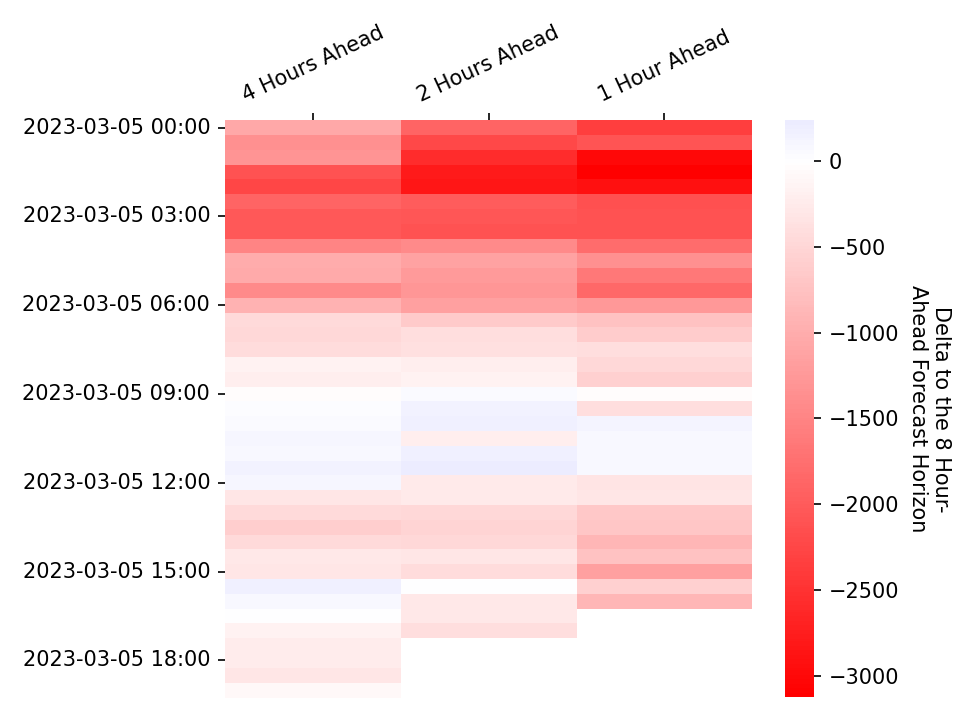 4 Hours Ahead
2 Hours Ahead
1 Hour Ahead
2023-03-05 00:00
2023-03-05 03:00
2023-03-05 06:00
2023-03-05 09:00
2023-03-05 12:00
2023-03-05 15:00
2023-03-05 18:00
0
−500
−1000
−1500
−2000
−2500
−3000
Delta to the 8 Hour-
Ahead Forecast Horizon